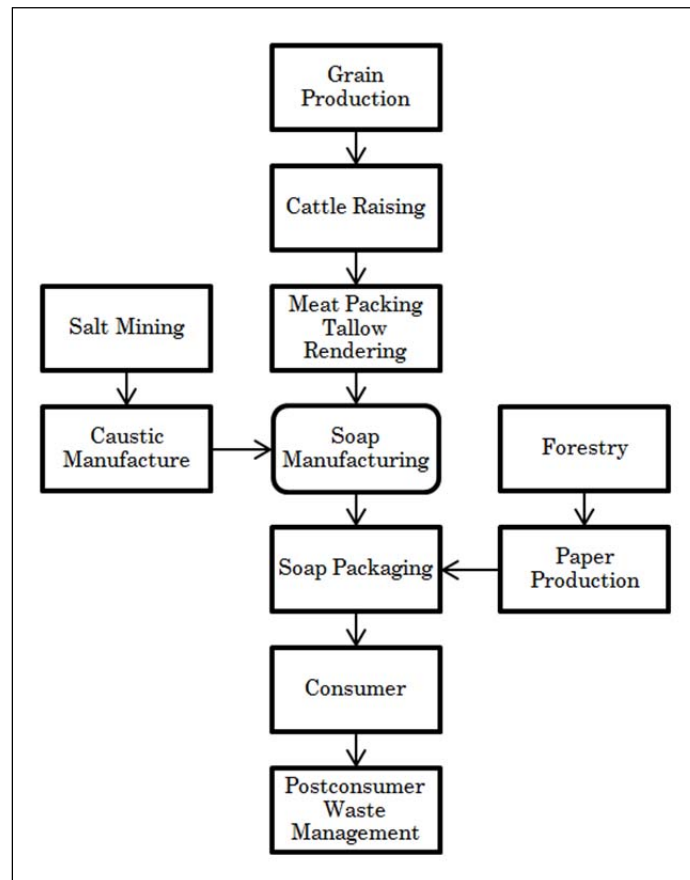 Grain
Production
Cattle Raising
Meat Packing
Tallow
Rendering
Salt Mining
Caustic
Manufacture
Soap
Manufacturing
Forestry
Soap Packaging
Paper
Production
Consumer
Postconsumer
Waste
Management